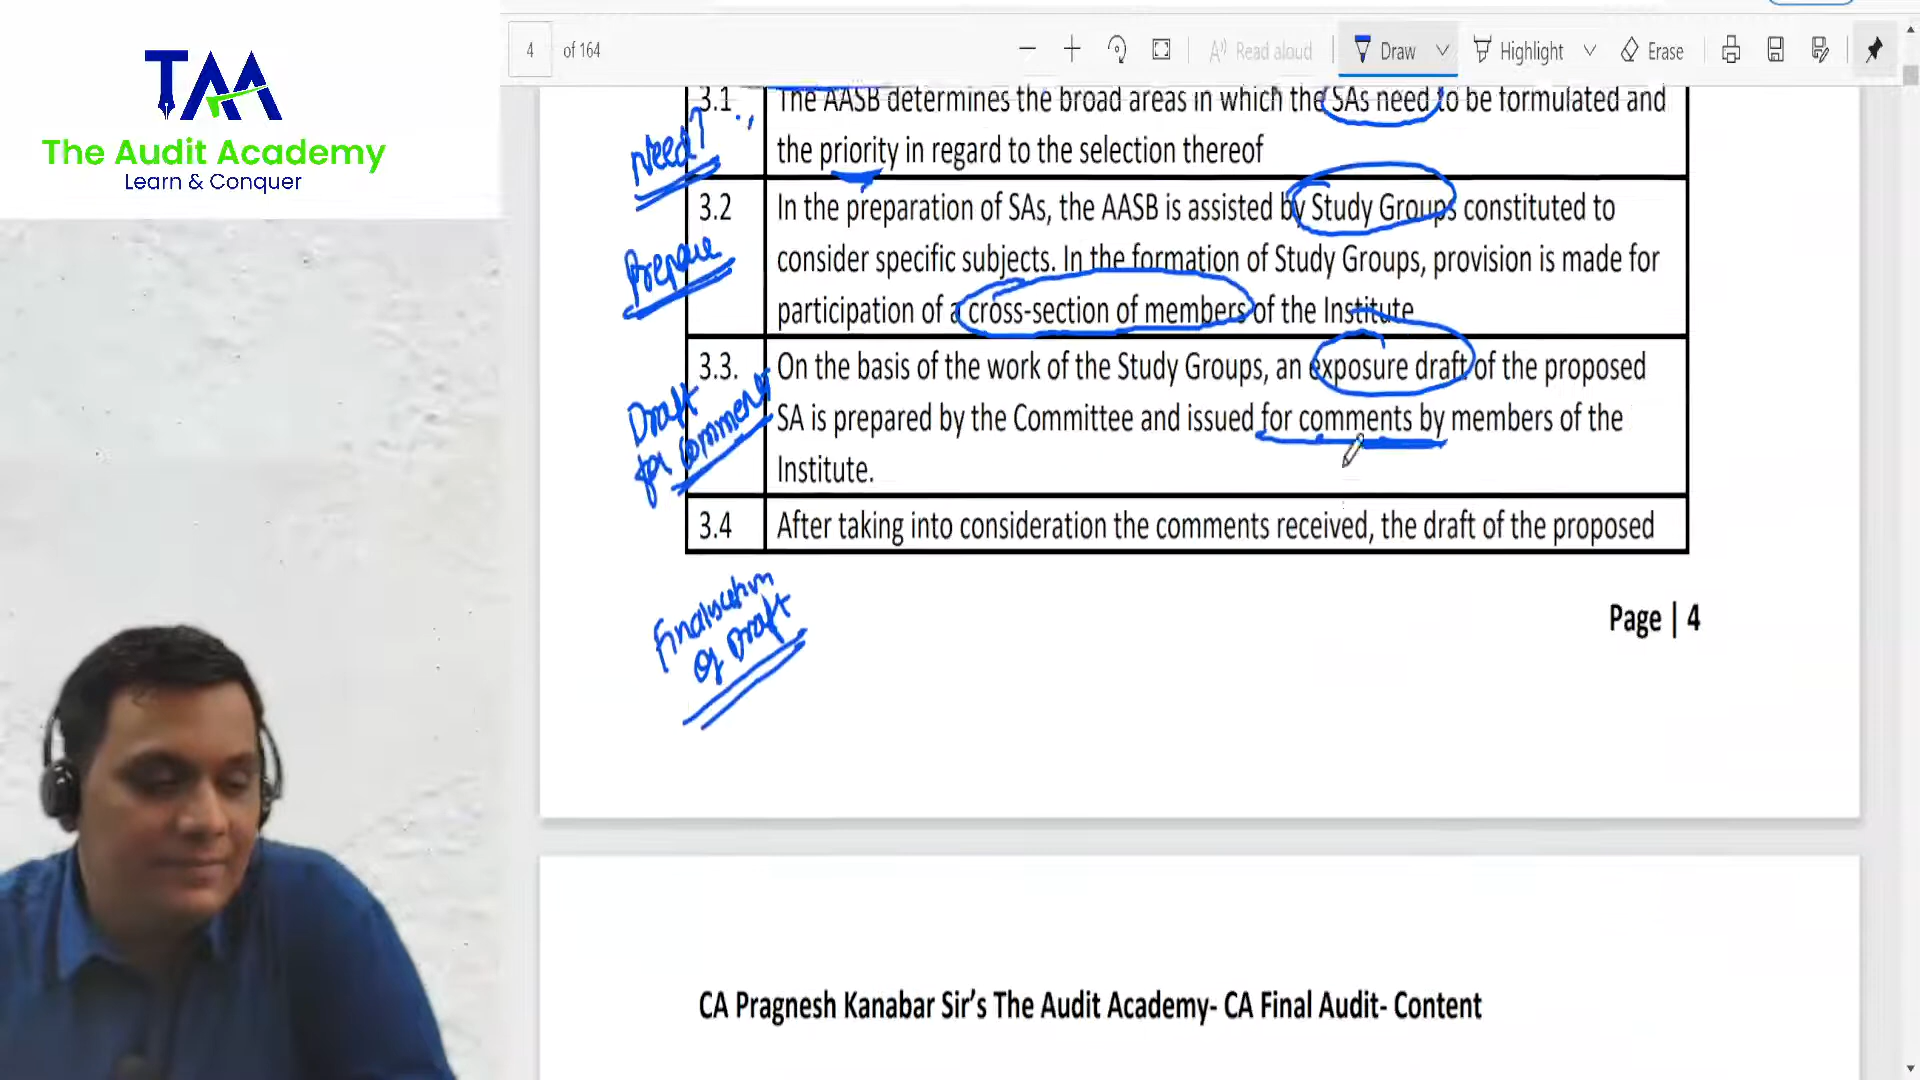 TAA
The Audit Academy
Learn & Conquer
4 of 164
Read aloud
Draw
Highlight
Erase
3.1 The AASB determines the broad areas in which the SAs need to be formulated and
the priority in regard to the selection thereof
Need?
3.2 In the preparation of SAs, the AASB is assisted by Study Groups constituted to
consider specific subjects. In the formation of Study Groups, provision is made for
participation of a cross-section of members of the Institute
Prepare
3.3. On the basis of the work of the Study Groups, an exposure draft of the proposed
SA is prepared by the Committee and issued for comments by members of the
Institute.
Draft
for comments
3.4 After taking into consideration the comments received, the draft of the proposed
Finalisation
of Draft
Page | 4
CA Pragnesh Kanabar Sir’s The Audit Academy- CA Final Audit- Content